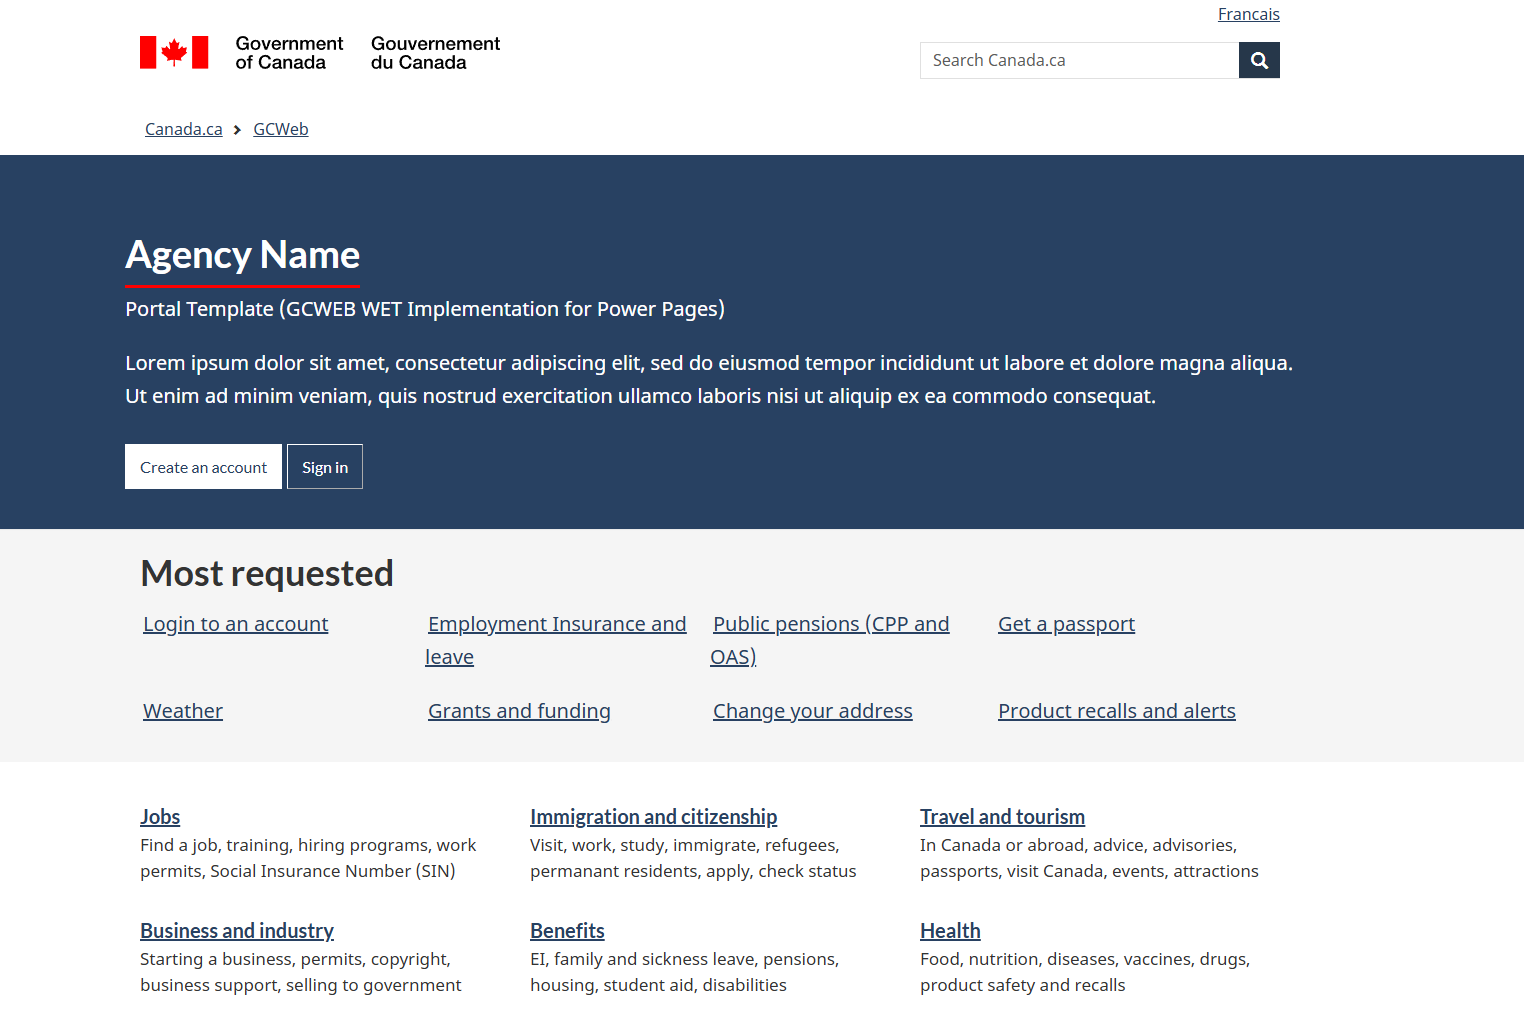 Francais
Government of Canada
Gouvernement du Canada
Search Canada.ca
Canada.ca > GCWeb
Agency Name
Portal Template (GCWEB WET Implementation for Power Pages)
Lorem ipsum dolor sit amet, consectetur adipiscing elit, sed do eiusmod tempor incididunt ut labore et dolore magna aliqua.
Ut enim ad minim veniam, quis nostrud exercitation ullamco laboris nisi ut aliquip ex ea commodo consequat.
Create an account
Sign in
Most requested
Login to an account
Employment Insurance and
leave
Public pensions (CPP and
OAS)
Get a passport
Weather
Grants and funding
Change your address
Product recalls and alerts
Jobs
Find a job, training, hiring programs, work
permits, Social Insurance Number (SIN)
Immigration and citizenship
Visit, work, study, immigrate, refugees,
permanant residents, apply, check status
Travel and tourism
In Canada or abroad, advice, advisories,
passports, visit Canada, events, attractions
Business and industry
Starting a business, permits, copyright,
business support, selling to government
Benefits
EI, family and sickness leave, pensions,
housing, student aid, disabilities
Health
Food, nutrition, diseases, vaccines, drugs,
product safety and recalls